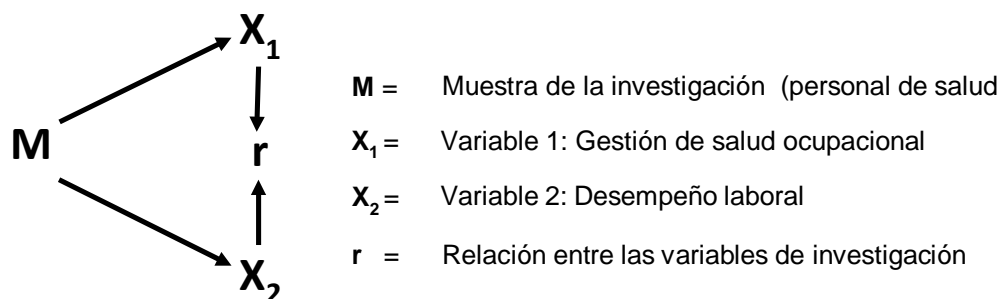 X1
M
r
X2
M = Muestra de la investigación (personal de salud
X1 = Variable 1: Gestión de salud ocupacional
X2 = Variable 2: Desempeño laboral
r = Relación entre las variables de investigación